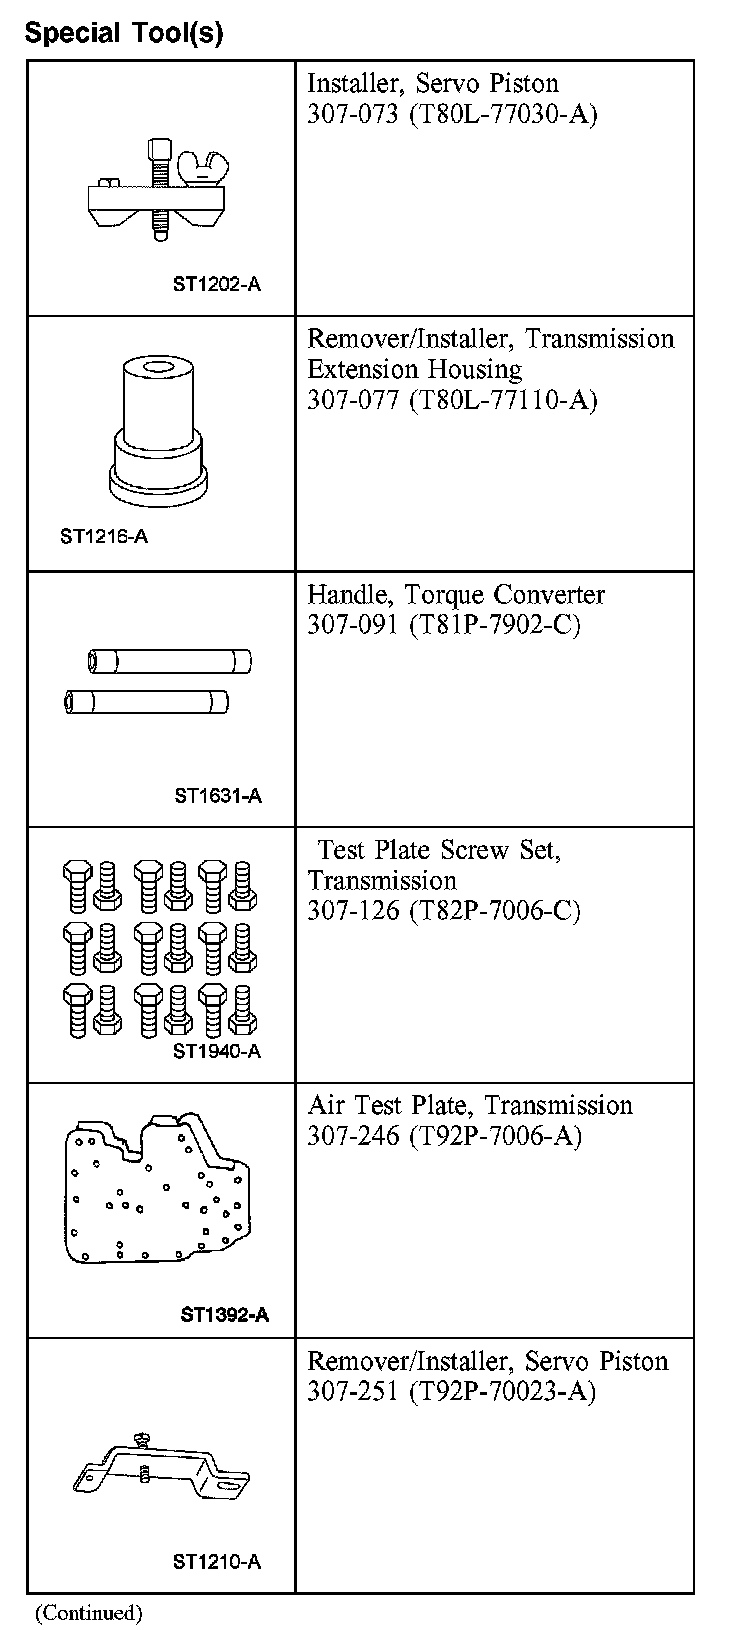 Special Tool(s)
Installer, Servo Piston
307-073 (T80L-77030-A)
ST1202-A
Remover/Installer, Transmission
Extension Housing
307-077 (T80L-77110-A)
ST1216-A
Handle, Torque Converter
307-091 (T81P-7902-C)
ST1631-A
Test Plate Screw Set,
Transmission
307-126 (T82P-7006-C)
ST1940-A
Air Test Plate, Transmission
307-246 (T92P-7006-A)
ST1392-A
Remover/Installer, Servo Piston
307-251 (T92P-70023-A)
ST1210-A
(Continued)